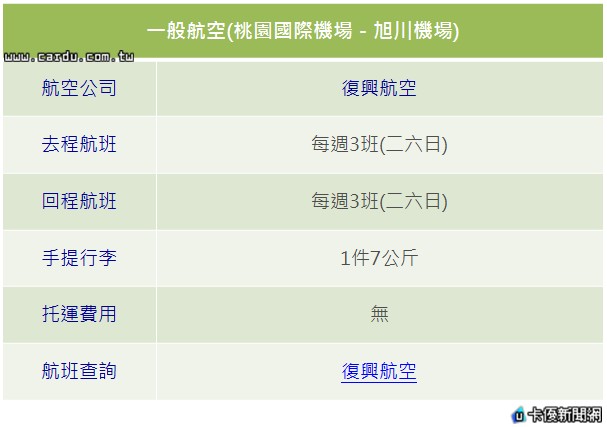 一般航空(桃園國際機場 - 旭川機場)
www.cardu.com.tw
航空公司 復興航空
去程航班 每週3班(二六日)
回程航班 每週3班(二六日)
手提行李 1件7公斤
托運費用 無
航班查詢 復興航空
卡優新聞網